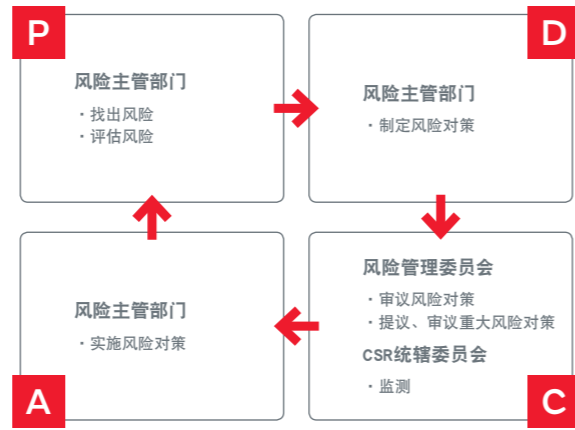 P
风险主管部门
・找出风险
・评估风险
D
风险主管部门
・制定风险对策
C
风险管理委员会
・审议风险对策
・提议、审议重大风险对策
CSR统辖委员会
・监测
A
风险主管部门
・实施风险对策